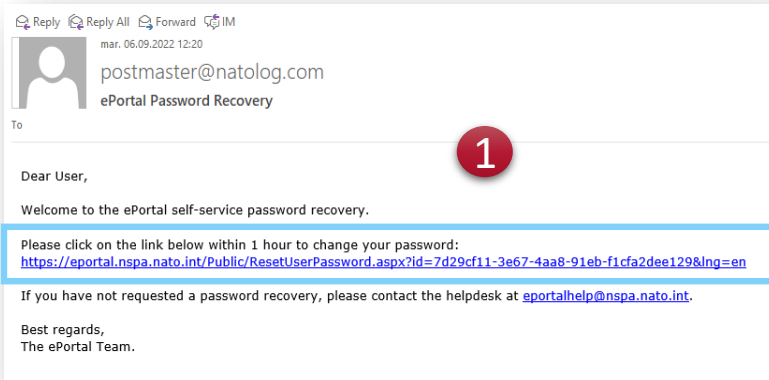 Reply Reply All Forward IM
mar. 06.09.2022 12:20
postmaster@natolog.com
ePortal Password Recovery
To
1
Dear User,
Welcome to the ePortal self-service password recovery.
Please click on the link below within 1 hour to change your password:
https://eportal.nspa.nato.int/Public/ResetUserPassword.aspx?id=7d29cf11-3e67-4aa8-91eb-f1cfa2dee129&lng=en
If you have not requested a password recovery, please contact the helpdesk at eportalhelp@nspa.nato.int.
Best regards,
The ePortal Team.